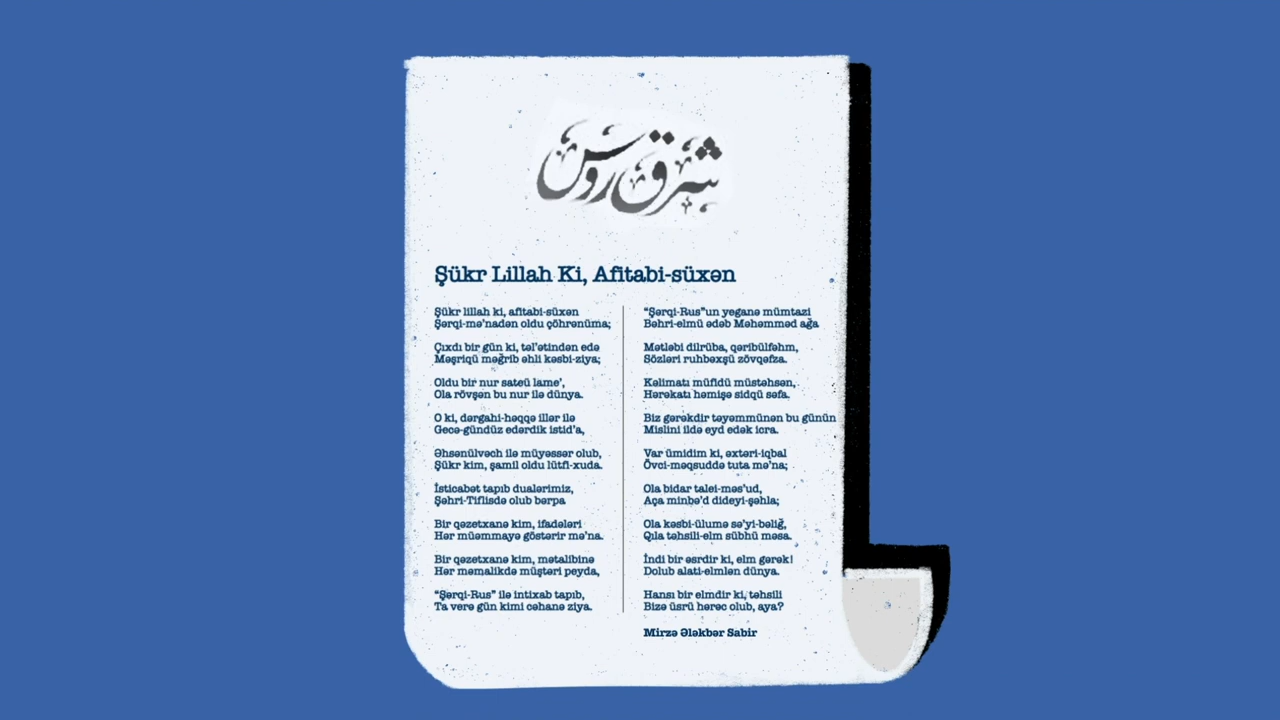 شرق روس
Şükr Lillah Ki, Afitabi-süxən
Şükr lillah ki, afitabi-süxən
Şərqi-mə’nadən oldu çöhrənüma;
Çıxdı bir gün ki, təl’ətindən edə
Məşriqü məğrib əhli kəsbi-ziya;
Oldu bir nur sateü lame’,
Ola rövşən bu nur ilə dünya.
O ki, dərgahi-həqqə illər ilə
Gecə-gündüz edərdik istid’a,
Əhsənülvəch ilə müyəssər olub,
Şükr kim, şamil oldu lütfi-xuda.
İsticabət tapıb dualərimiz,
Şəhri-Tiflisdə olub bərpa
Bir qəzetxanə kim, ifadələri
Hər müəmmayə göstərir mə’na.
Bir qəzetxanə kim, mətalibinə
Hər məmalikdə müştəri peyda,
“Şərqi-Rus” ilə intixab tapıb,
Ta verə gün kimi cəhanə ziya.
“Şərqi-Rus”un yeganə mümtazi
Bəhri-elmü ədəb Məhəmməd ağa
Mətləbi dilrüba, qəribülfəhm,
Sözləri ruhbəxşü zövqəfza.
Kəlimatı müfidü müstəhsən,
Hərəkatı həmişə sidqü səfa.
Biz gərəkdir təyəmmünən bu günün
Mislini ildə eyd edək icra.
Var ümidim ki, əxtəri-iqbal
Övci-məqsuddə tuta mə’na;
Ola bidar talei-məs’ud,
Aça minbə’d dideyi-şəhla;
Ola kəsbi-ülumə sə’yi-bəliğ,
Qıla təhsili-elm sübhü məsa.
İndi bir əsrdir ki, elm gərək!
Dolub alati-elmlən dünya.
Hansı bir elmdir ki, təhsili
Bizə üsrü hərəc olub, aya?
Mirzə Ələkbər Sabir